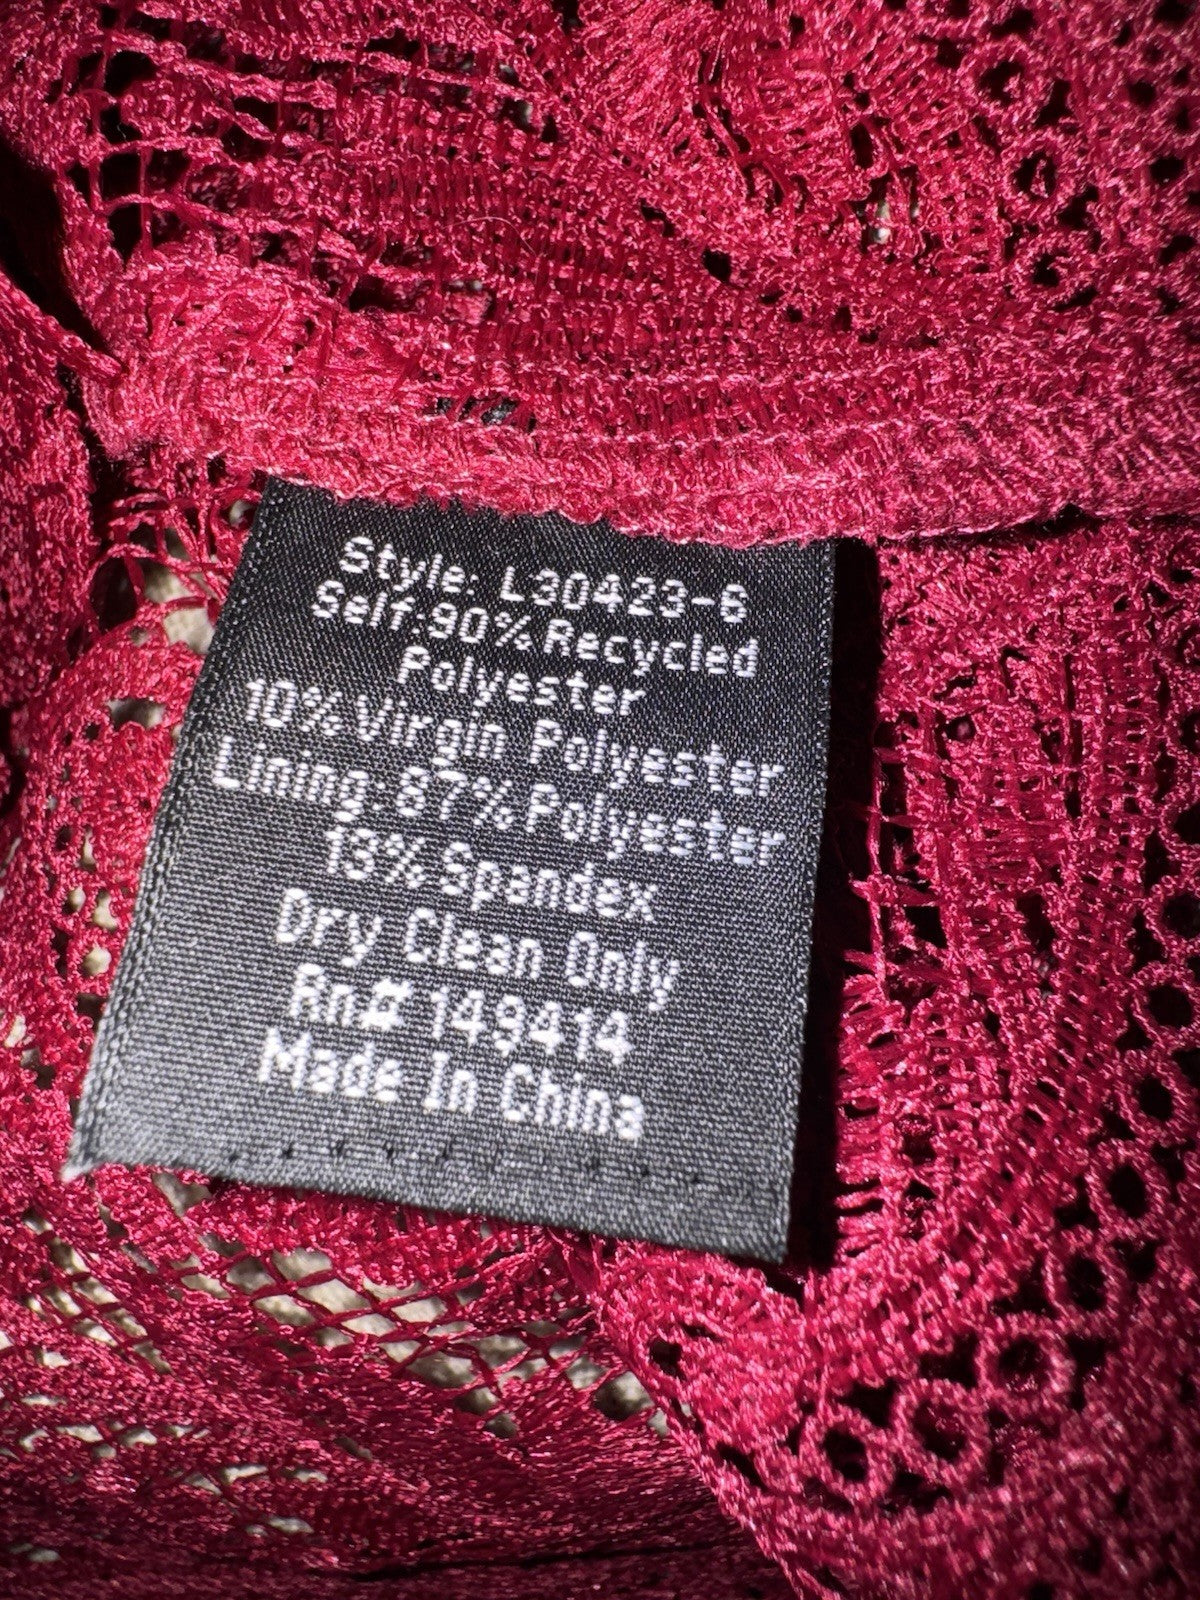 Style: L30423-6
Self:90% Recycled
Polyester
10% Virgin Polyester
Lining:87% Polyester
13% Spandex
Dry Clean Only
Rn# 149414
Made In China